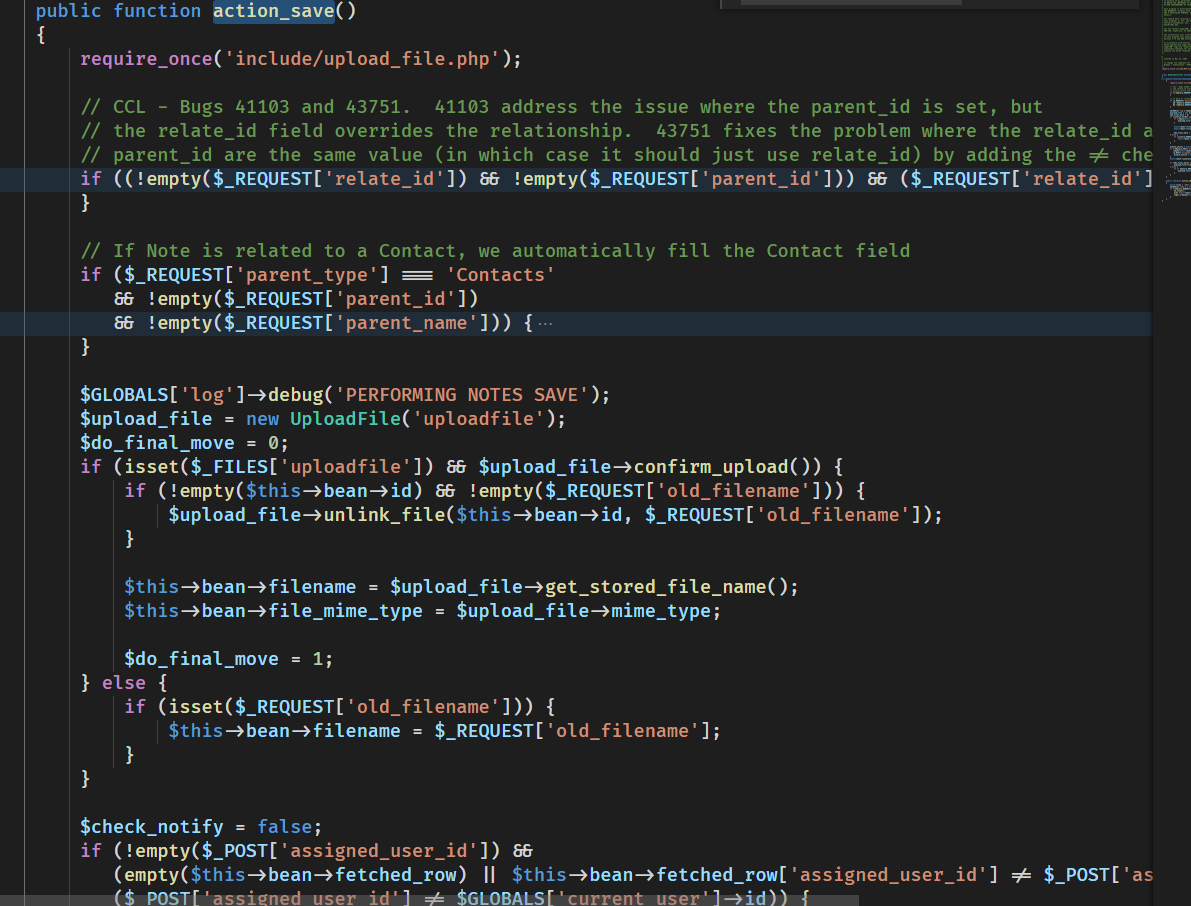 public function action_save()
{
require_once('include/upload_file.php');
// CCL - Bugs 41103 and 43751.  41103 address the issue where the parent_id is set, but
// the relate_id field overrides the relationship.  43751 fixes the problem where the relate_id a
// parent_id are the same value (in which case it should just use relate_id) by adding the ≠ che
if ((!empty($_REQUEST['relate_id']) && !empty($_REQUEST['parent_id'])) && ($_REQUEST['relate_id']
}
// If Note is related to a Contact, we automatically fill the Contact field
if ($_REQUEST['parent_type'] === 'Contacts'
&& !empty($_REQUEST['parent_id'])
&& !empty($_REQUEST['parent_name'])) { ···
}
$GLOBALS['log']->debug('PERFORMING NOTES SAVE');
$upload_file = new UploadFile('uploadfile');
$do_final_move = 0;
if (isset($_FILES['uploadfile']) && $upload_file->confirm_upload()) {
if (!empty($this->bean->id) && !empty($_REQUEST['old_filename'])) {
$upload_file->unlink_file($this->bean->id, $_REQUEST['old_filename']);
}
$this->bean->filename = $upload_file->get_stored_file_name();
$this->bean->file_mime_type = $upload_file->mime_type;
$do_final_move = 1;
} else {
if (isset($_REQUEST['old_filename'])) {
$this->bean->filename = $_REQUEST['old_filename'];
}
}
$check_notify = false;
if (!empty($_POST['assigned_user_id']) &&
(empty($this->bean->fetched_row) || $this->bean->fetched_row['assigned_user_id'] ≠ $_POST['as
($_POST['assigned_user_id'] ≠ $GLOBALS['current_user']->id)) {